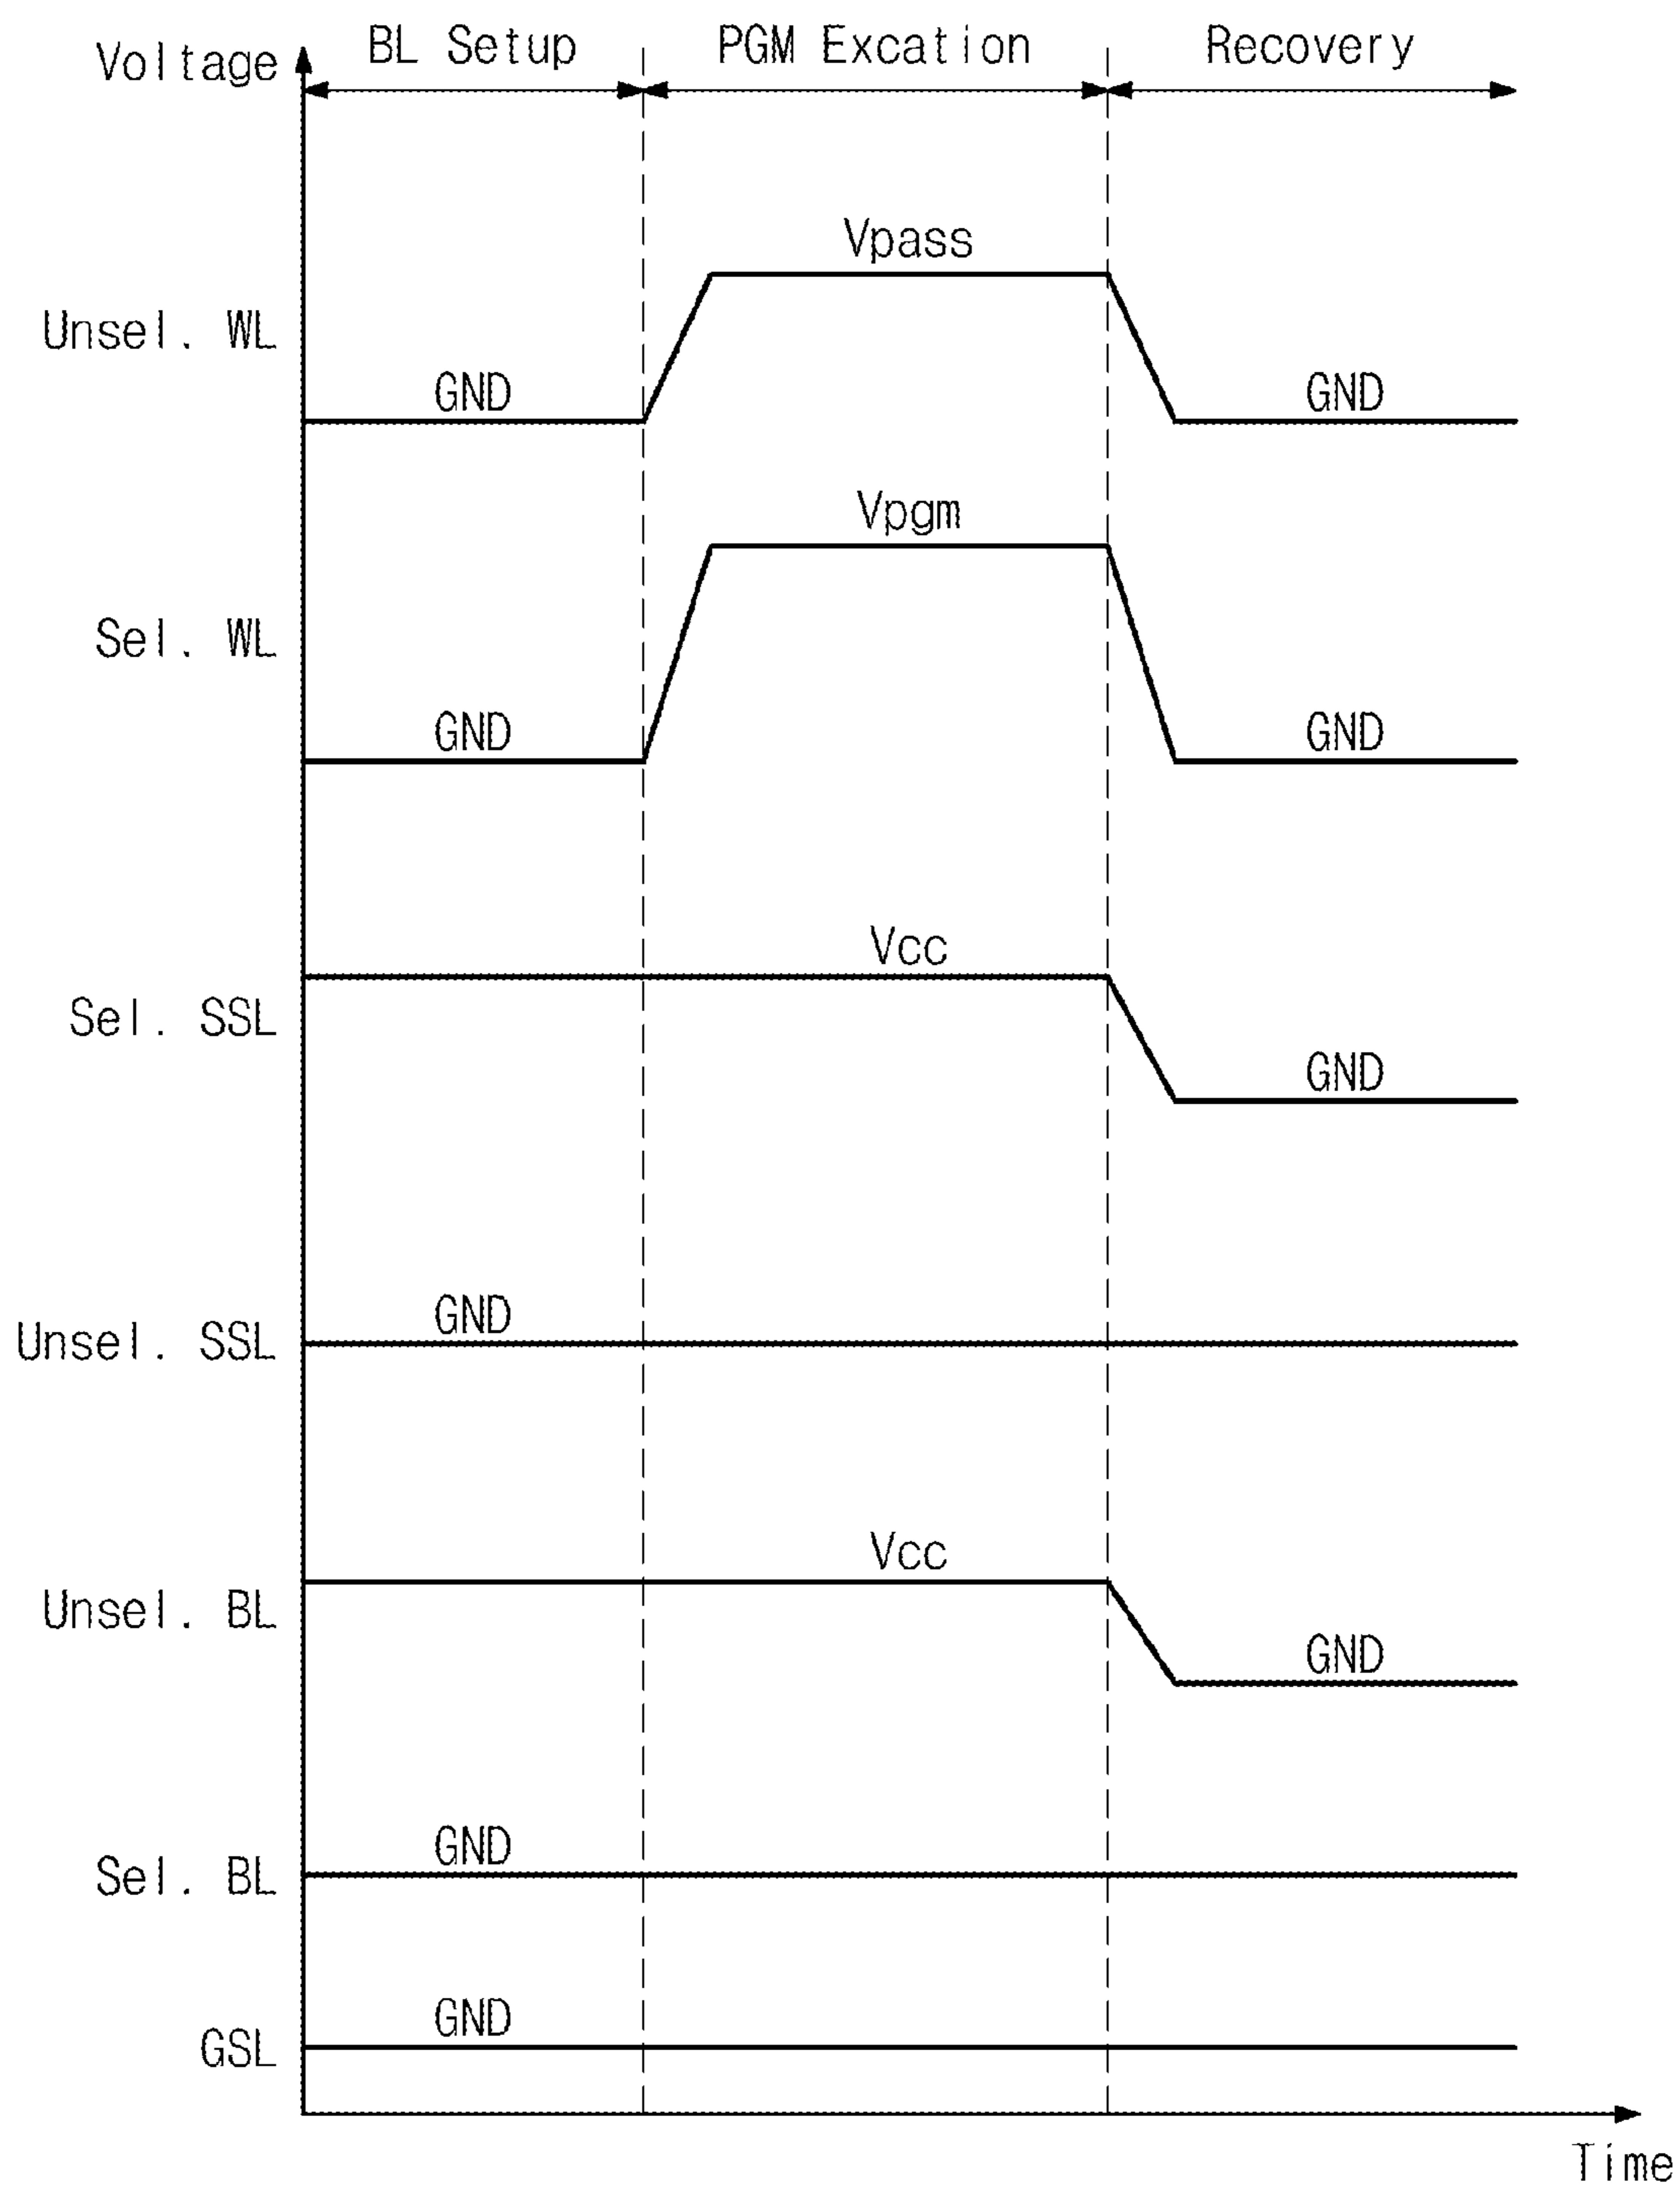 Voltage BL Setup PGM Excation Recovery
Vpass
Unsel. WL
GND GND
Vpgm
Sel. WL
GND GND
Vcc
Sel. SSL
GND
GND
Unsel. SSL
Vcc
Unsel. BL
GND
GND
Sel. BL
GND
GSL
Time